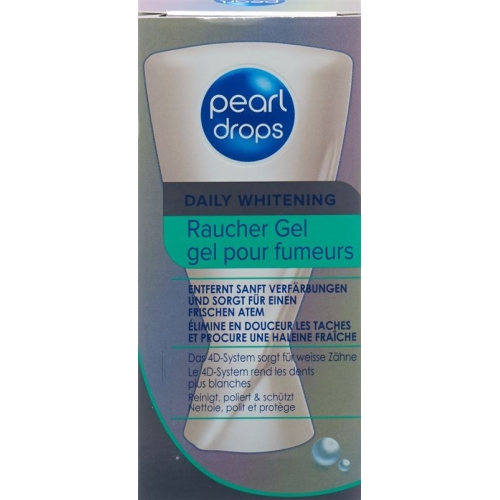 pearl
drops
DAILY WHITENING
Raucher Gel
gel pour fumeurs
ENTFERNT SANFT VERFÄRBUNGEN
UND SORGT FÜR EINEN
FRISCHEN ATEM
ÉLIMINE EN DOUCEUR LES TACHES
ET PROCURE UNE HALEINE FRAÎCHE
Das 4D-System sorgt für weisse Zähne
Le 4D-System rend les dents
plus blanches
Reinigt, poliert & schützt
Nettoie, polit et protège